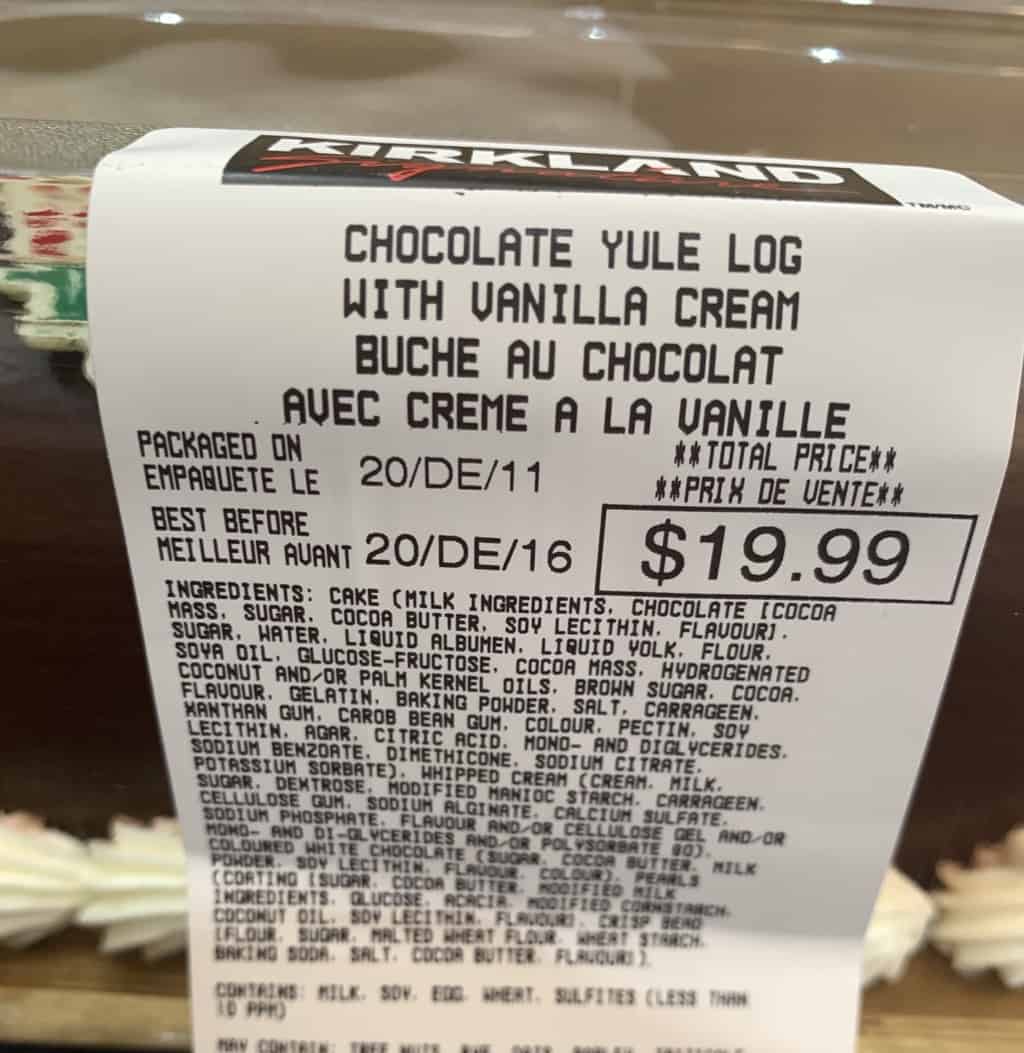 KIRKLAND
Signature
TM/MC
CHOCOLATE YULE LOG
WITH VANILLA CREAM
BUCHE AU CHOCOLAT
AVEC CREME A LA VANILLE
PACKAGED ON
EMPAQUETE LE 20/DE/11
**TOTAL PRICE**
**PRIX DE VENTE**
BEST BEFORE
MEILLEUR AVANT 20/DE/16
$19.99
INGREDIENTS: CAKE (MILK INGREDIENTS, CHOCOLATE [COCOA
MASS, SUGAR, COCOA BUTTER, SOY LECITHIN, FLAVOUR],
SUGAR, WATER, LIQUID ALBUMEN, LIQUID YOLK, FLOUR,
SOYA OIL, GLUCOSE-FRUCTOSE, COCOA MASS, HYDROGENATED
COCONUT AND/OR PALM KERNEL OILS, BROWN SUGAR, COCOA,
FLAVOUR, GELATIN, BAKING POWDER, SALT, CARRAGEEN,
XANTHAN GUM, CAROB BEAN GUM, COLOUR, PECTIN, SOY
LECITHIN, AGAR, CITRIC ACID, MONO- AND DIGLYCERIDES,
SODIUM BENZOATE, DIMETHICONE, SODIUM CITRATE,
POTASSIUM SORBATE), WHIPPED CREAM (CREAM, MILK,
SUGAR, DEXTROSE, MODIFIED MANIOC STARCH, CARRAGEEN,
CELLULOSE GUM, SODIUM ALGINATE, CALCIUM SULFATE,
SODIUM PHOSPHATE, FLAVOUR AND/OR CELLULOSE GEL AND/OR
MONO- AND DI-GLYCERIDES AND/OR POLYSORBATE 80),
COLOURED WHITE CHOCOLATE (SUGAR, COCOA BUTTER, MILK
POWDER, SOY LECITHIN, FLAVOUR, COLOUR), PEARLS
(COATING [SUGAR, COCOA BUTTER, MODIFIED MILK
INGREDIENTS, GLUCOSE, ACACIA, MODIFIED CORNSTARCH,
COCONUT OIL, SOY LECITHIN, FLAVOUR], CRISP BEAD
[FLOUR, SUGAR, MALTED WHEAT FLOUR, WHEAT STARCH,
BAKING SODA, SALT, COCOA BUTTER, FLAVOUR]).
CONTAINS: MILK, SOY, EGG, WHEAT, SULFITES (LESS THAN
10 PPM)
MAY CONTAIN: TREE NUTS,